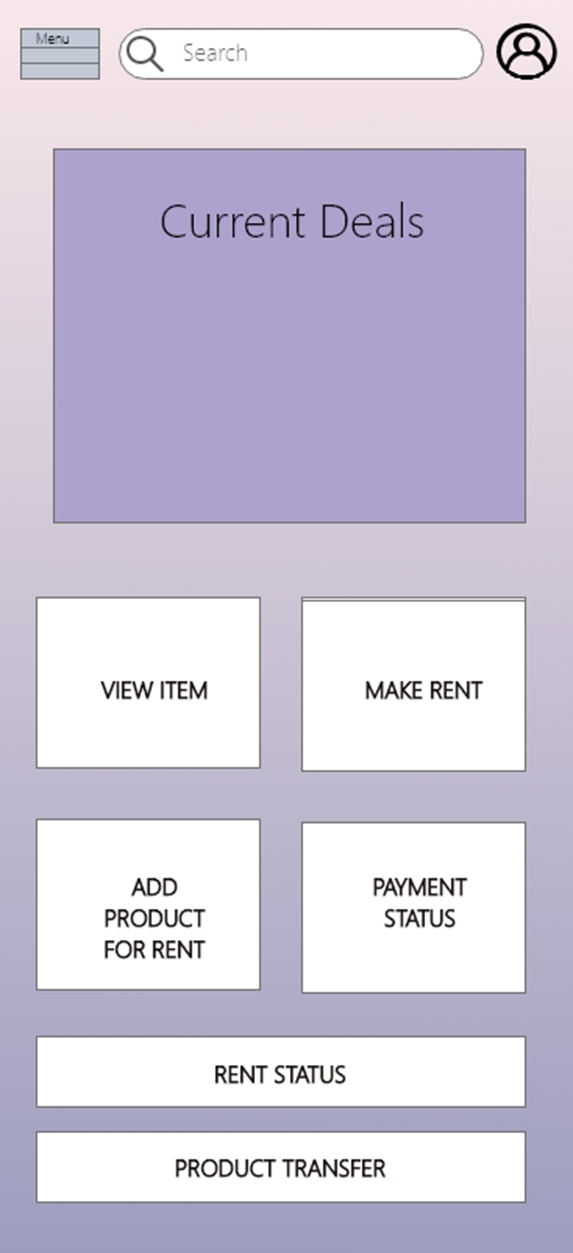 Menu
Search
Current Deals
VIEW ITEM
MAKE RENT
ADD
PRODUCT
FOR RENT
PAYMENT
STATUS
RENT STATUS
PRODUCT TRANSFER